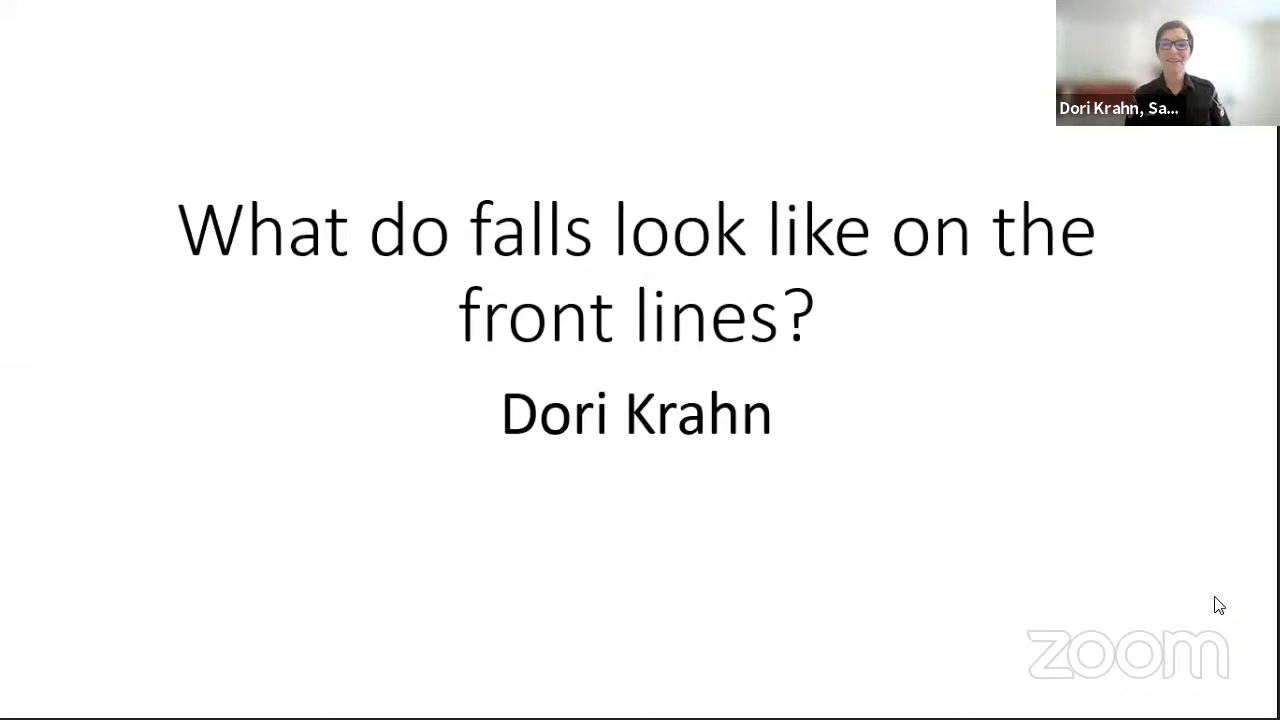 Dori Krahn, Sa...
What do falls look like on the
front lines?
Dori Krahn
zoom